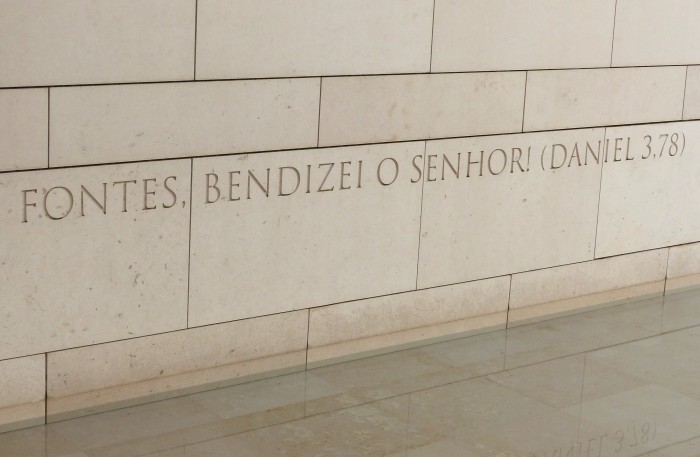 FONTES, BENDIZEI O SENHOR! (DANIEL 3,78)